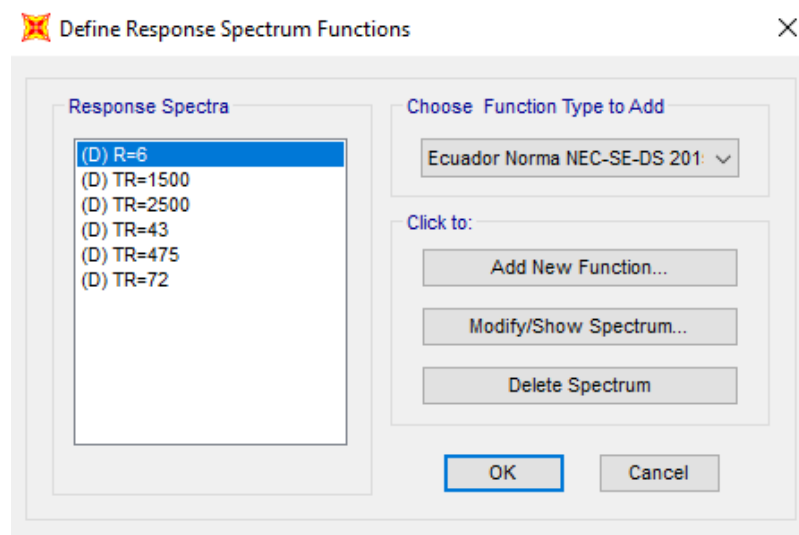 Define Response Spectrum Functions
Response Spectra
(D) R=6
(D) TR=1500
(D) TR=2500
(D) TR=43
(D) TR=475
(D) TR=72
Choose Function Type to Add
Ecuador Norma NEC-SE-DS 201
Click to:
Add New Function...
Modify/Show Spectrum...
Delete Spectrum
OK
Cancel